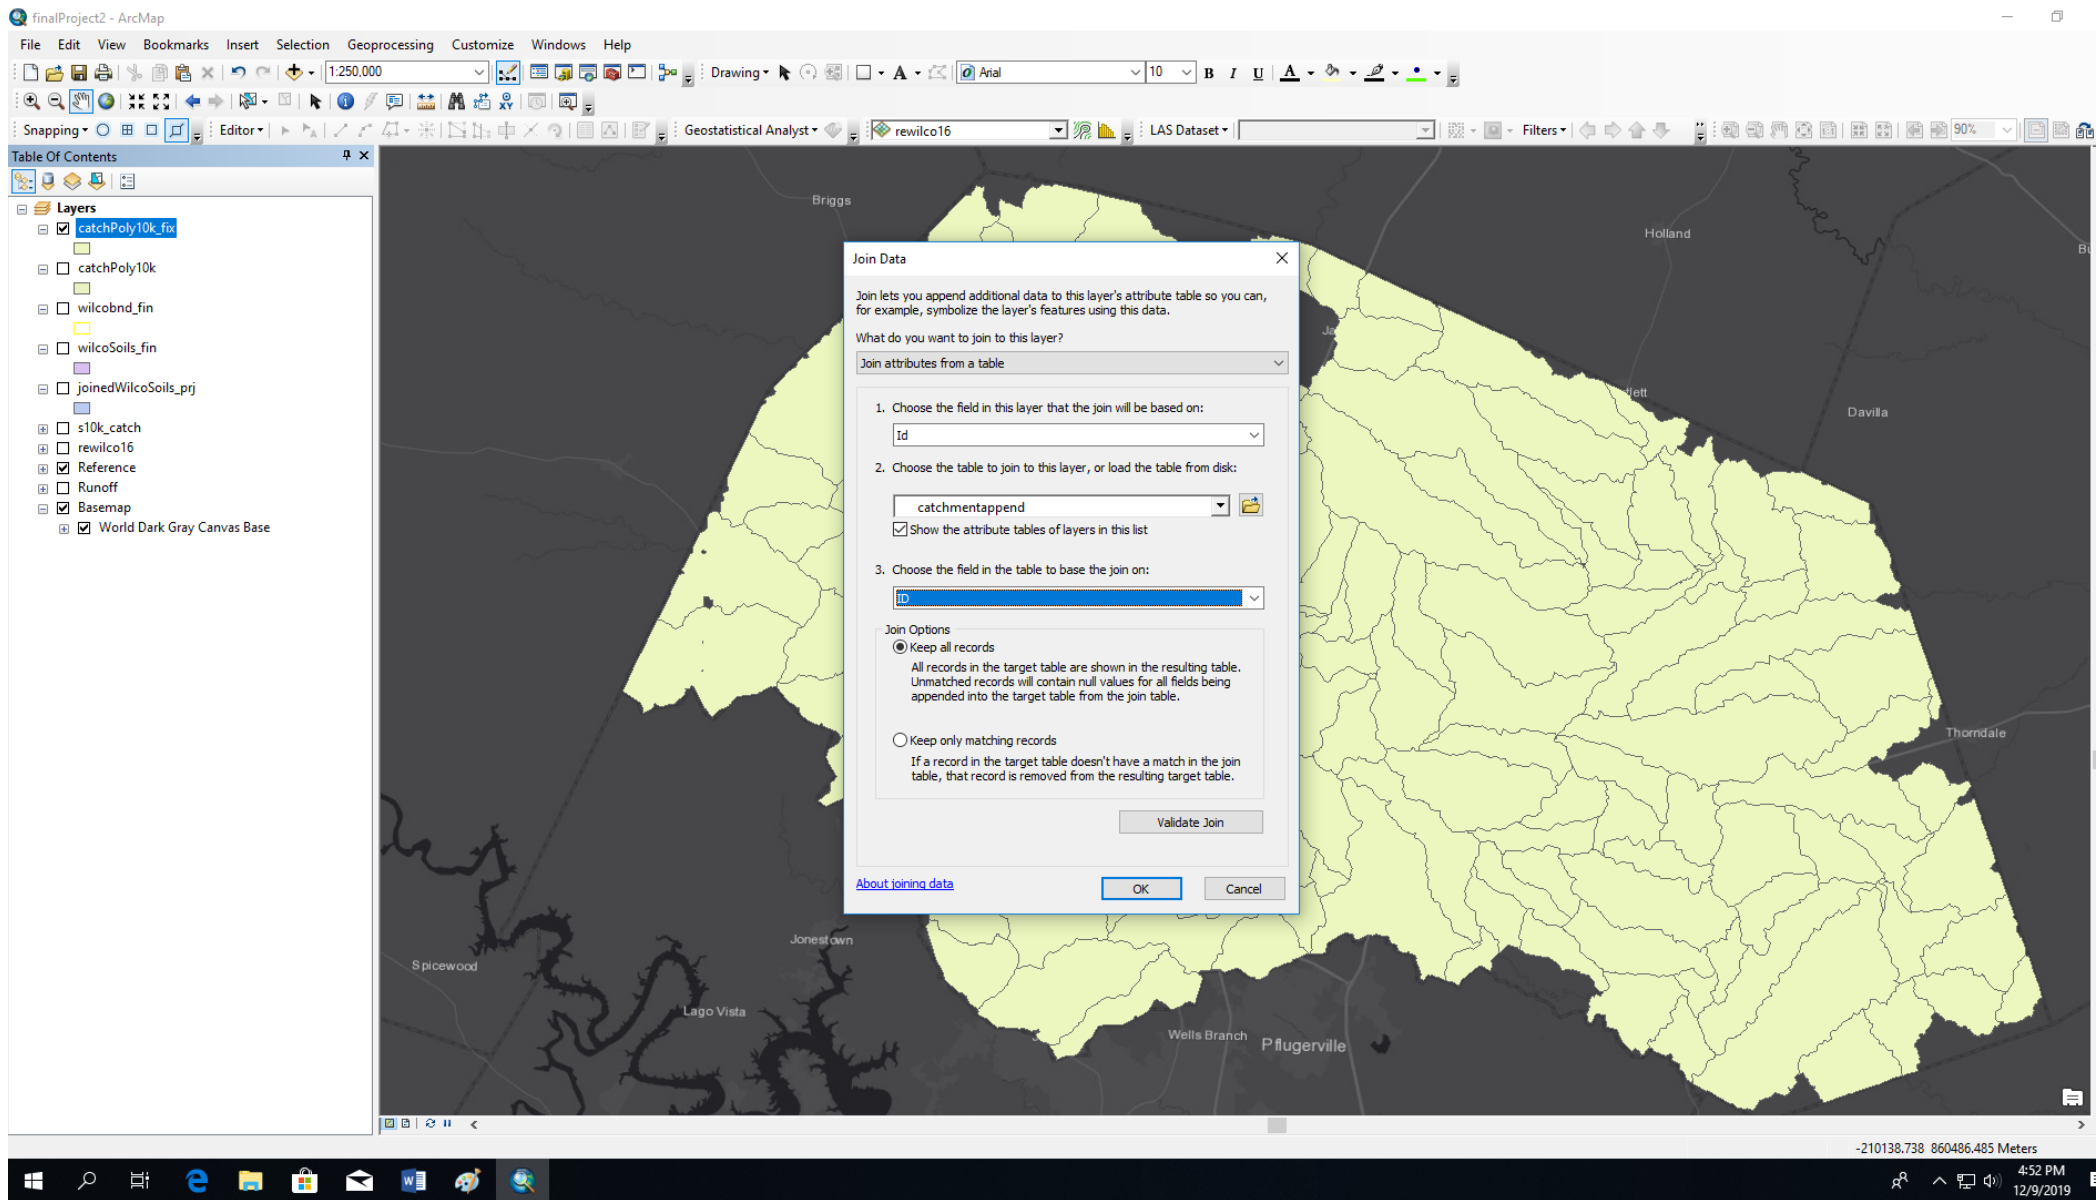 finalProject2 - ArcMap
File Edit View Bookmarks Insert Selection Geoprocessing Customize Windows Help
1:250,000
Drawing
A
Arial
10
B I U A
Snapping
Editor
Geostatistical Analyst
rewilco16
LAS Dataset
Filters
90%
Table Of Contents
Layers
catchPoly10k_fix
catchPoly10k
wilcobnd_fin
wilcoSoils_fin
joinedWilcoSoils_prj
s10k_catch
rewilco16
Reference
Runoff
Basemap
World Dark Gray Canvas Base
Briggs
Holland
Davilla
Thorndale
Jonestown
Spicewood
Lago Vista
Wells Branch
Pflugerville
Join Data
Join lets you append additional data to this layer's attribute table so you can,
for example, symbolize the layer's features using this data.
What do you want to join to this layer?
Join attributes from a table
1. Choose the field in this layer that the join will be based on:
Id
2. Choose the table to join to this layer, or load the table from disk:
catchmentappend
Show the attribute tables of layers in this list
3. Choose the field in the table to base the join on:
ID
Join Options
Keep all records
All records in the target table are shown in the resulting table.
Unmatched records will contain null values for all fields being
appended into the target table from the join table.
Keep only matching records
If a record in the target table doesn't have a match in the join
table, that record is removed from the resulting target table.
Validate Join
About joining data
OK
Cancel
-210138.738 860486.485 Meters
4:52 PM
12/9/2019